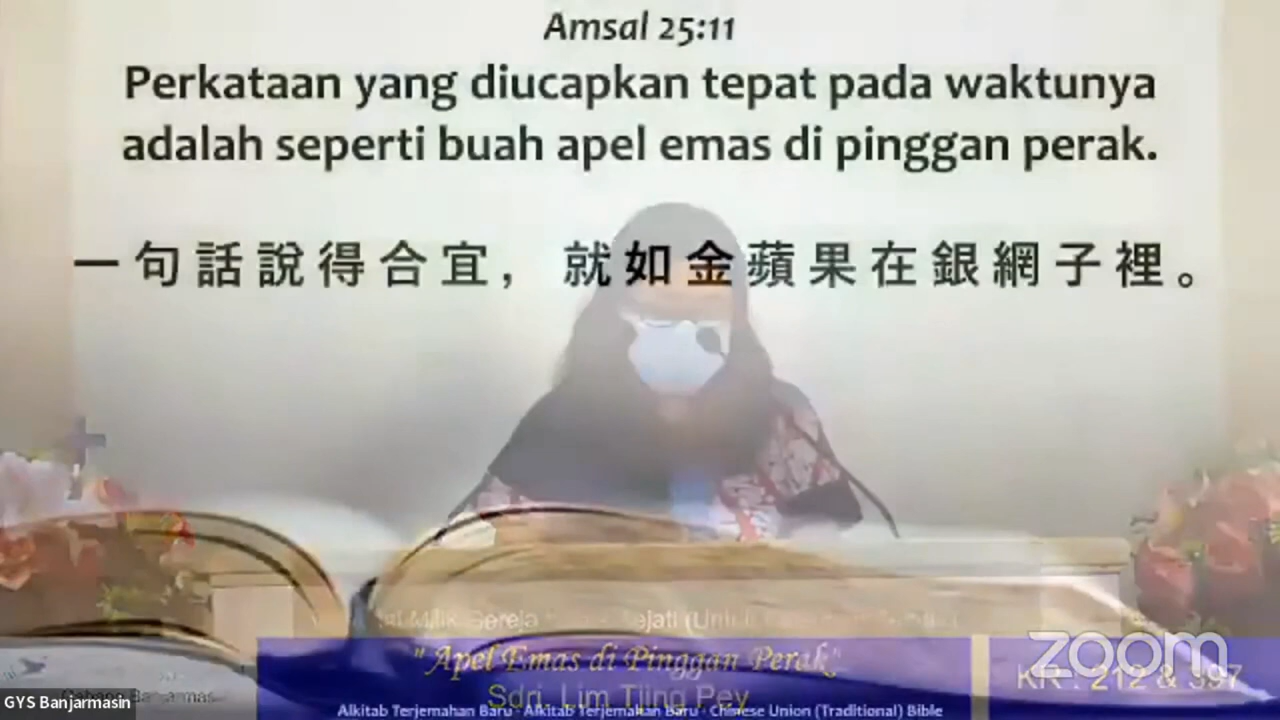 Amsal 25:11
Perkataan yang diucapkan tepat pada waktunya
adalah seperti buah apel emas di pinggan perak.
一句話說得合宜，就如金蘋果在銀網子裡。
"Apel Emas di Pinggan Perak"
Sdri. Lim Tjing Pey
KR : 212 & 397
zoom
GYS Banjarmasin
Alkitab Terjemahan Baru - Alkitab Terjemahan Baru - Chinese Union (Traditional) Bible